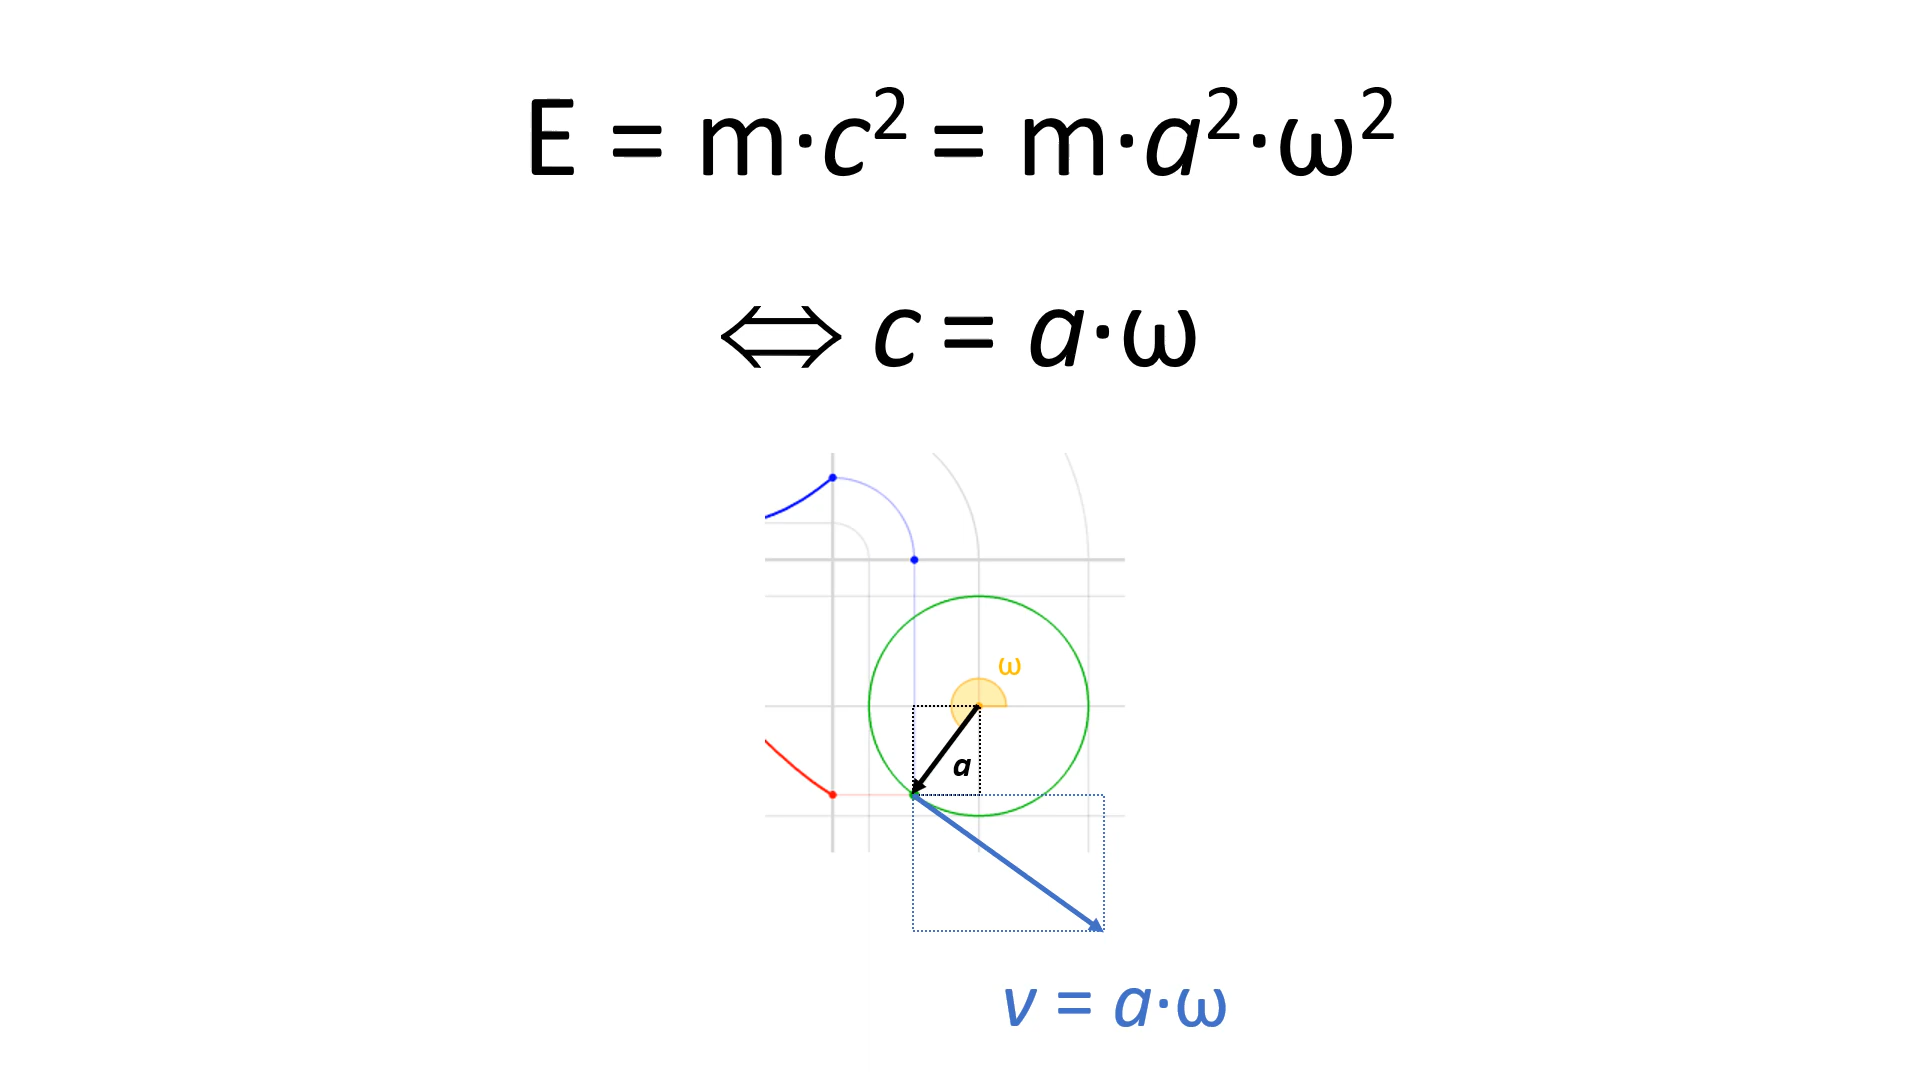 E = m·c² = m·a²·ω²
⇔ c = a·ω
ω
a
v = a·ω